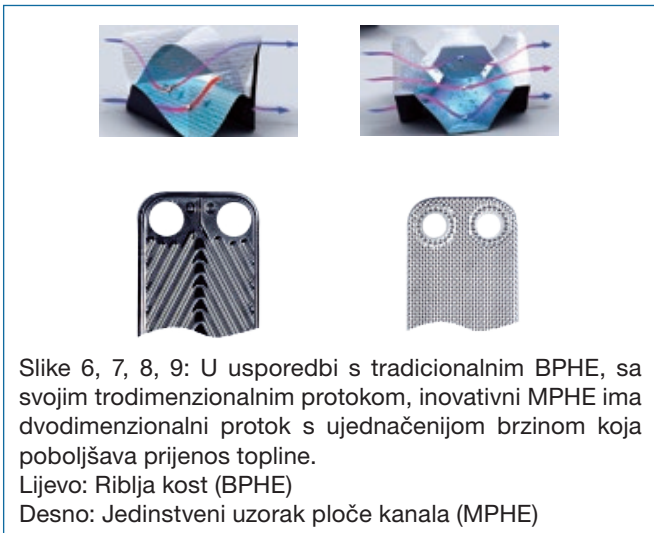 Slike 6, 7, 8, 9: U usporedbi s tradicionalnim BPHE, sa
svojim trodimenzionalnim protokom, inovativni MPHE ima
dvodimenzionalni protok s ujednačenijom brzinom koja
poboljšava prijenos topline.
Lijevo: Riblja kost (BPHE)
Desno: Jedinstveni uzorak ploče kanala (MPHE)